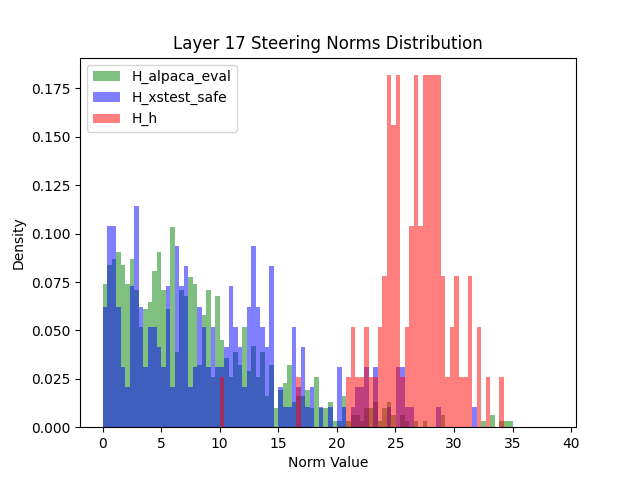 Layer 17 Steering Norms Distribution
H_alpaca_eval
H_xstest_safe
H_h
0.175
0.150
0.125
0.100
0.075
0.050
0.025
0.000
Density
0 5 10 15 20 25 30 35 40
Norm Value